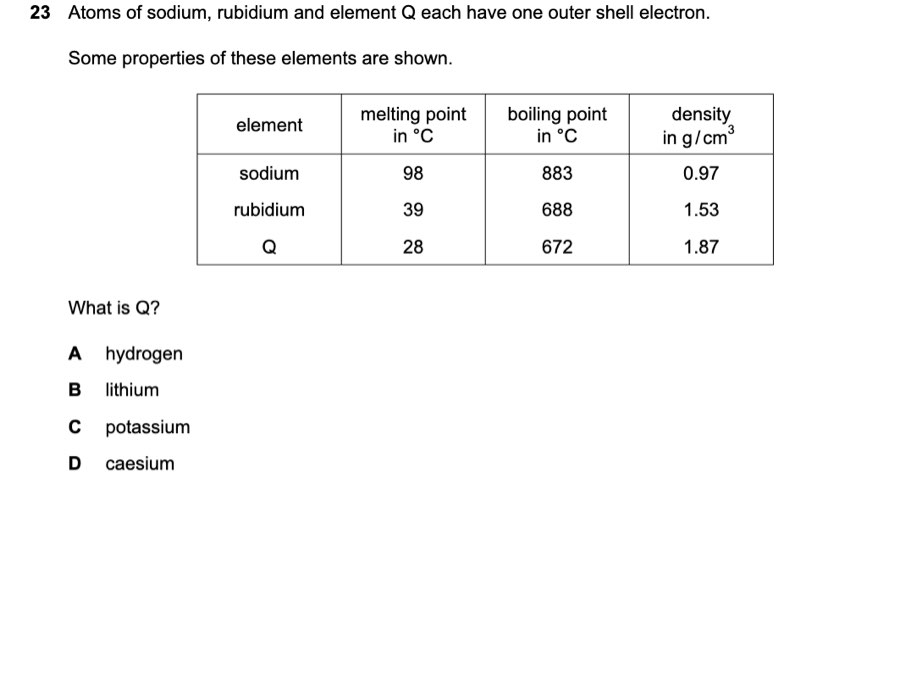 23 Atoms of sodium, rubidium and element Q each have one outer shell electron.
Some properties of these elements are shown.
element melting point in °C boiling point in °C density in g/cm³
sodium 98 883 0.97
rubidium 39 688 1.53
Q 28 672 1.87
What is Q?
A hydrogen
B lithium
C potassium
D caesium